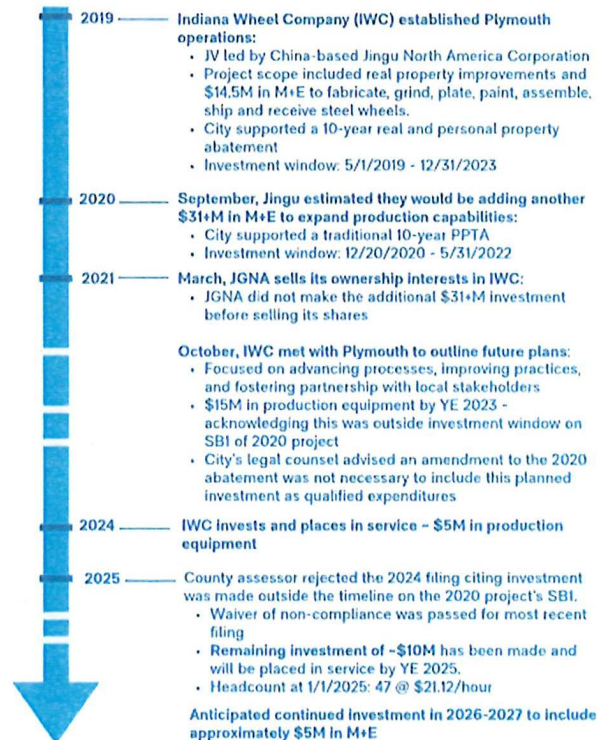 2019
Indiana Wheel Company (IWC) established Plymouth
operations:
• JV led by China-based Jingu North America Corporation
• Project scope included real property improvements and
$14.5M in M+E to fabricate, grind, plate, paint, assemble,
ship and receive steel wheels.
• City supported a 10-year real and personal property
abatement
• Investment window: 5/1/2019 - 12/31/2023
2020
September, Jingu estimated they would be adding another
$31+M in M+E to expand production capabilities:
• City supported a traditional 10-year PPTA
• Investment window: 12/20/2020 - 5/31/2022
2021
March, JGNA sells its ownership interests in IWC:
• JGNA did not make the additional $31+M investment
before selling its shares
October, IWC met with Plymouth to outline future plans:
• Focused on advancing processes, improving practices,
and fostering partnership with local stakeholders
• $15M in production equipment by YE 2023 -
acknowledging this was outside investment window on
SB1 of 2020 project
• City's legal counsel advised an amendment to the 2020
abatement was not necessary to include this planned
investment as qualified expenditures
2024
IWC invests and places in service ~ $5M in production
equipment
2025
County assessor rejected the 2024 filing citing investment
was made outside the timeline on the 2020 project's SB1.
• Waiver of non-compliance was passed for most recent
filing
• Remaining investment of ~$10M has been made and
will be placed in service by YE 2025.
• Headcount at 1/1/2025: 47 @ $21.12/hour
Anticipated continued investment in 2026-2027 to include
approximately $5M in M+E